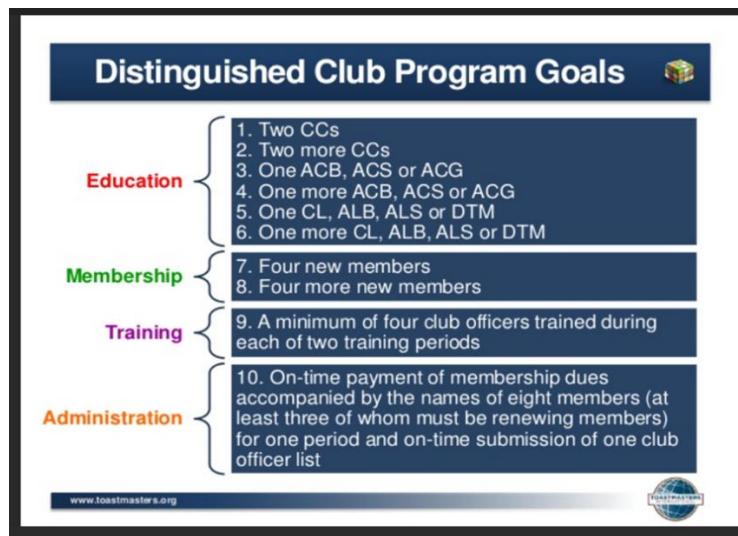 Distinguished Club Program Goals
Education
1. Two CCs
2. Two more CCs
3. One ACB, ACS or ACG
4. One more ACB, ACS or ACG
5. One CL, ALB, ALS or DTM
6. One more CL, ALB, ALS or DTM
Membership
7. Four new members
8. Four more new members
Training
9. A minimum of four club officers trained during
each of two training periods
Administration
10. On-time payment of membership dues
accompanied by the names of eight members (at
least three of whom must be renewing members)
for one period and on-time submission of one club
officer list
www.toastmasters.org
TOASTMASTERS